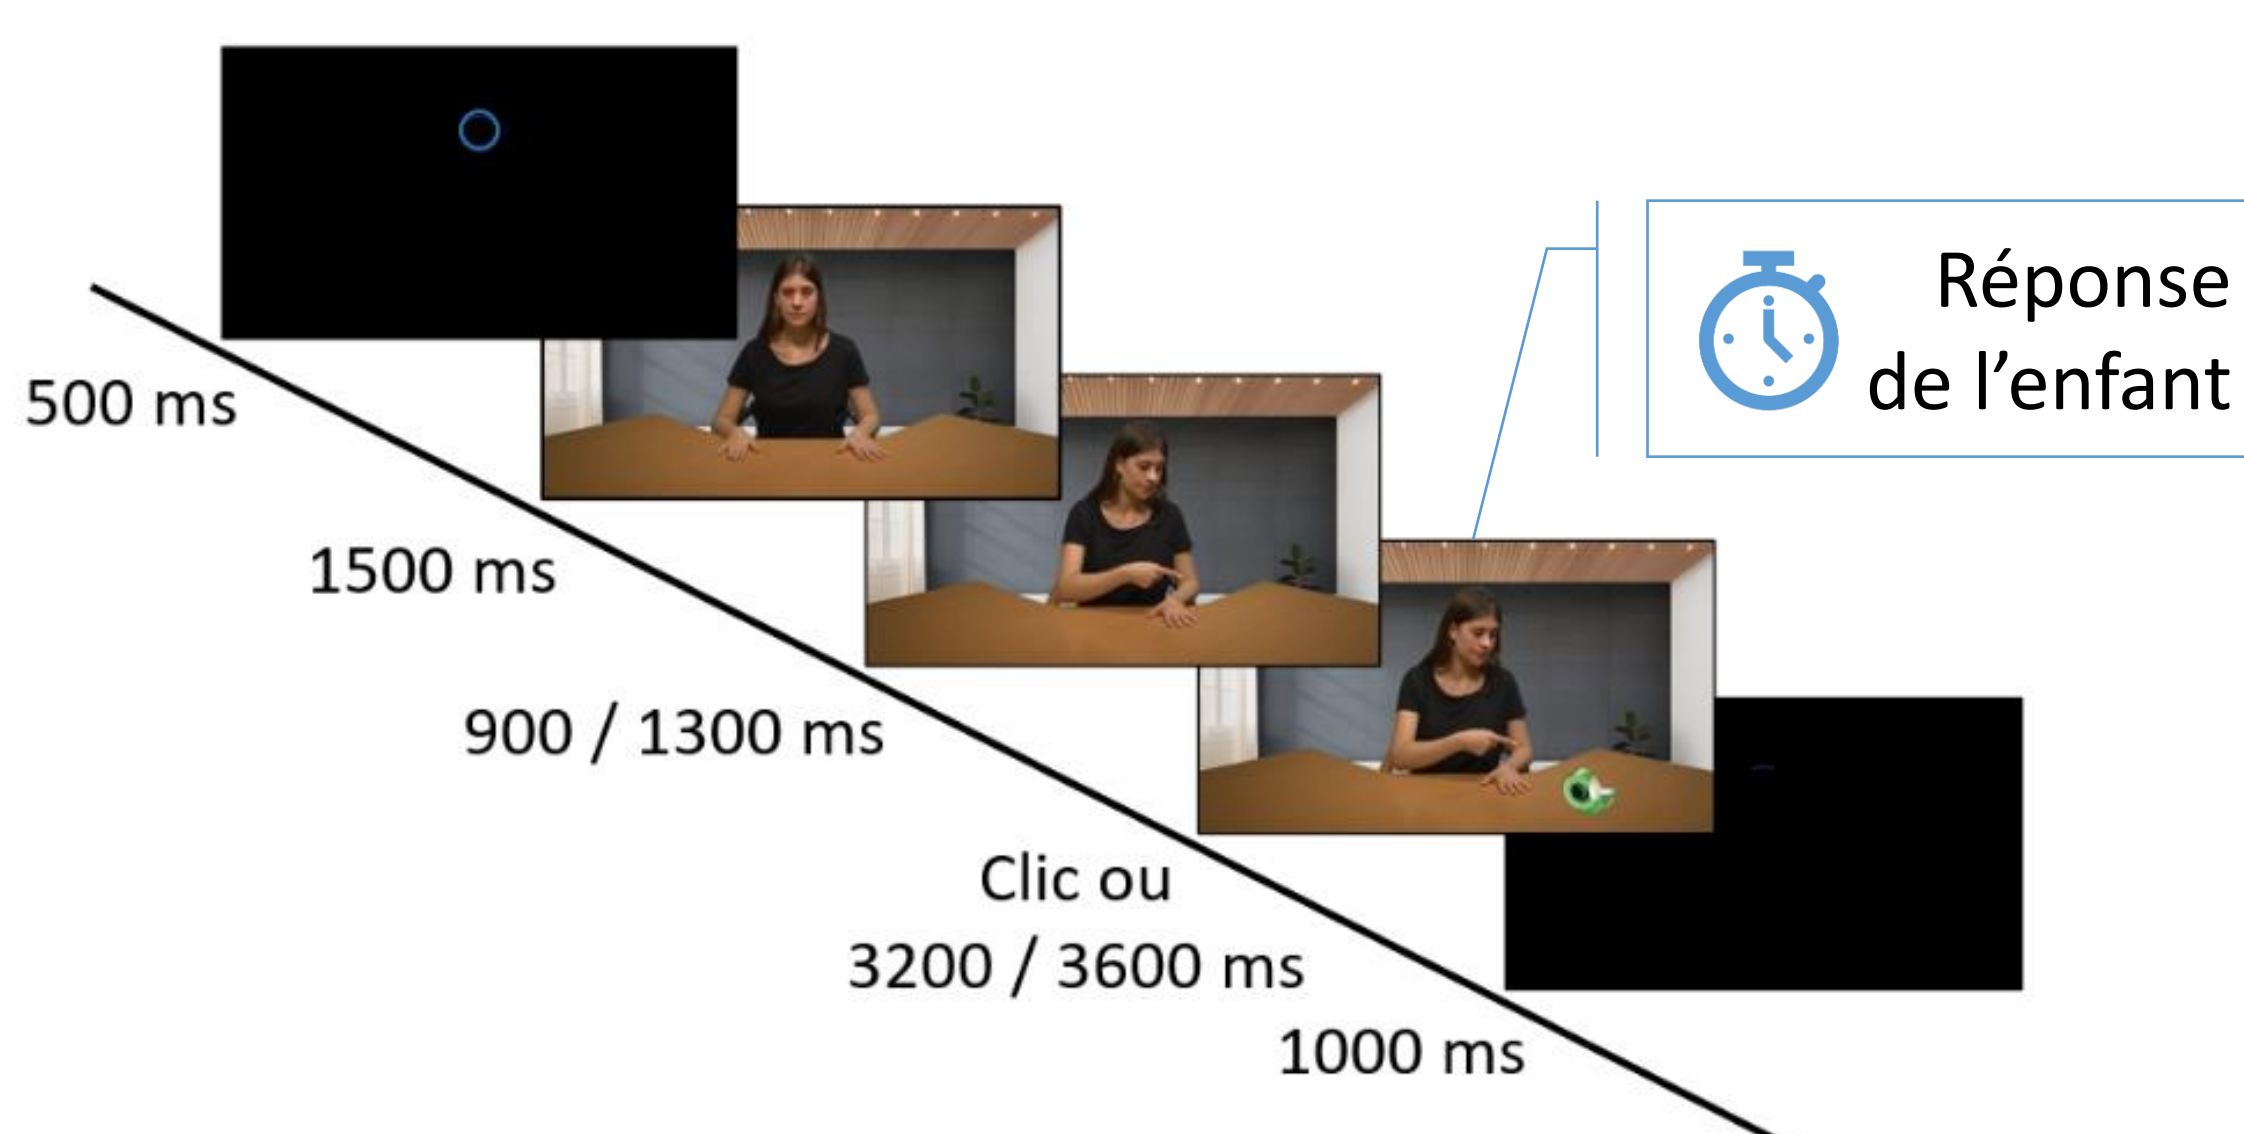 500 ms
1500 ms
900 / 1300 ms
Clic ou
3200 / 3600 ms
1000 ms
Réponse
de l’enfant